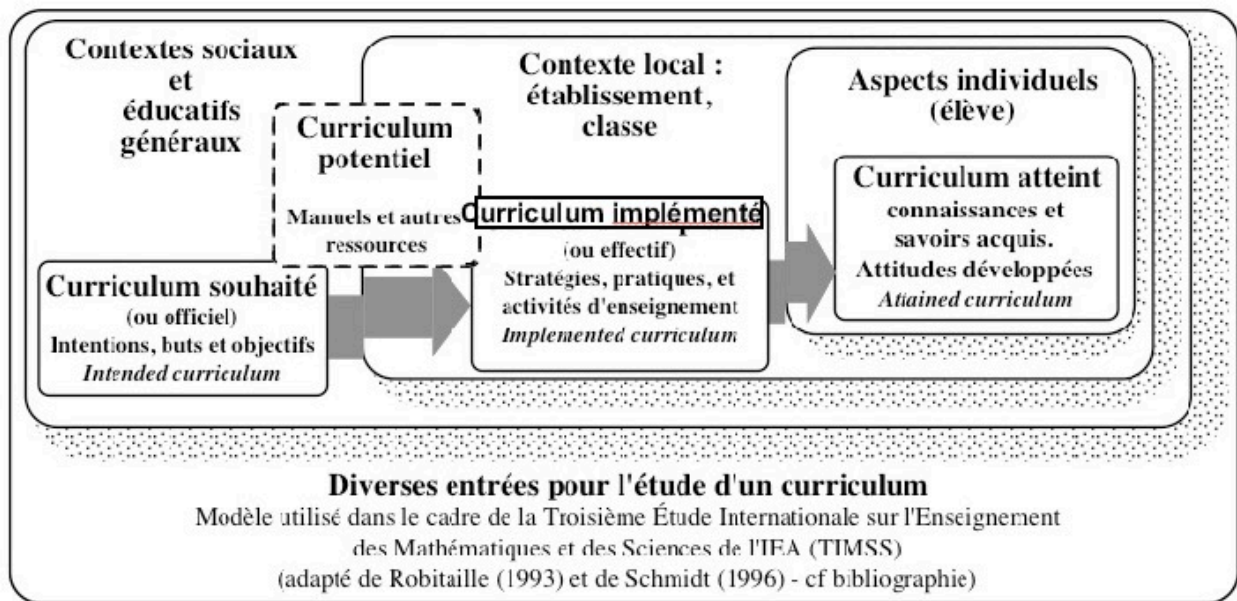 Contextes sociaux
et
éducatifs
généraux
Curriculum
potentiel
Manuels et autres
ressources
Curriculum souhaité
(ou officiel)
Intentions, buts et objectifs
Intended curriculum
Contexte local :
établissement,
classe
Curriculum implémenté
(ou effectif)
Stratégies, pratiques, et
activités d'enseignement
Implemented curriculum
Aspects individuels
(élève)
Curriculum atteint
connaissances et
savoirs acquis.
Attitudes développées
Attained curriculum
Diverses entrées pour l'étude d'un curriculum
Modèle utilisé dans le cadre de la Troisième Étude Internationale sur l'Enseignement
des Mathématiques et des Sciences de l'IEA (TIMSS)
(adapté de Robitaille (1993) et de Schmidt (1996) - cf bibliographie)